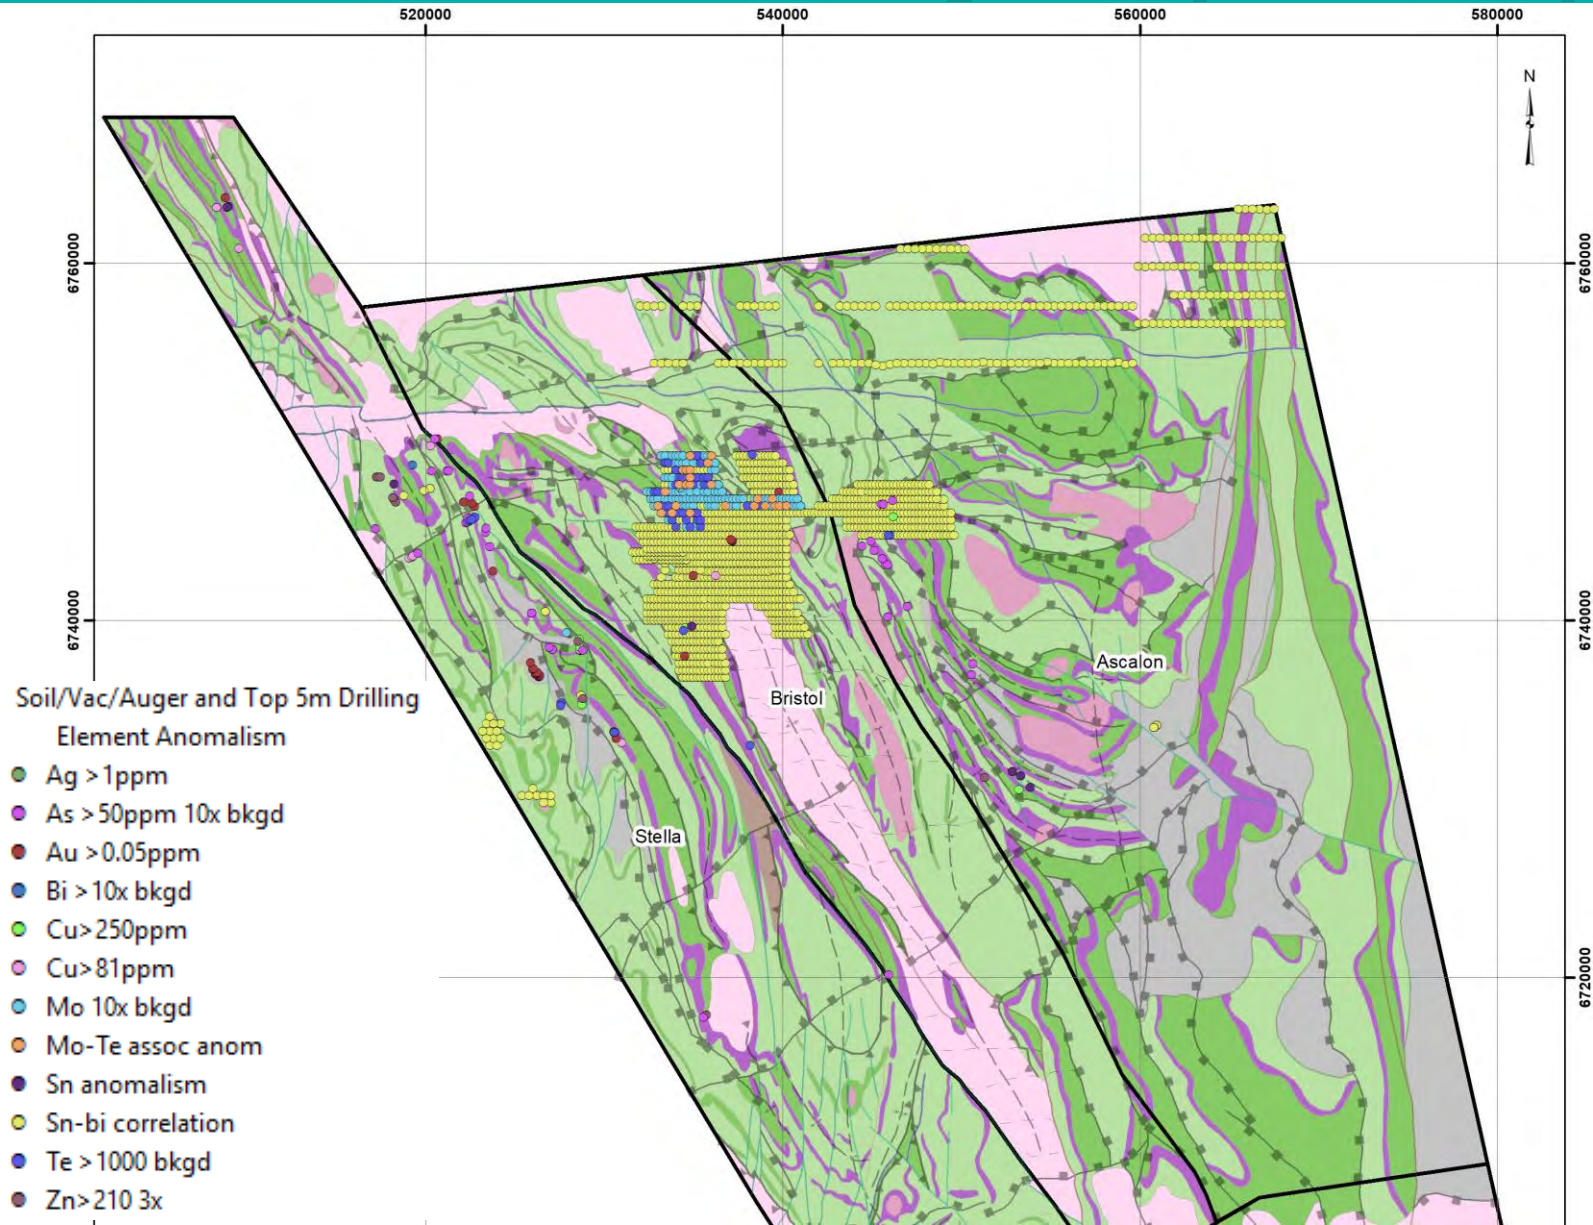 520000
540000
560000
580000
N
6760000
6760000
6740000
6740000
Ascalon
Bristol
Stella
6720000
Soil/Vac/Auger and Top 5m Drilling
Element Anomalism
Ag >1ppm
As >50ppm 10x bkgd
Au >0.05ppm
Bi >10x bkgd
Cu>250ppm
Cu>81ppm
Mo 10x bkgd
Mo-Te assoc anom
Sn anomalism
Sn-bi correlation
Te >1000 bkgd
Zn>210 3x